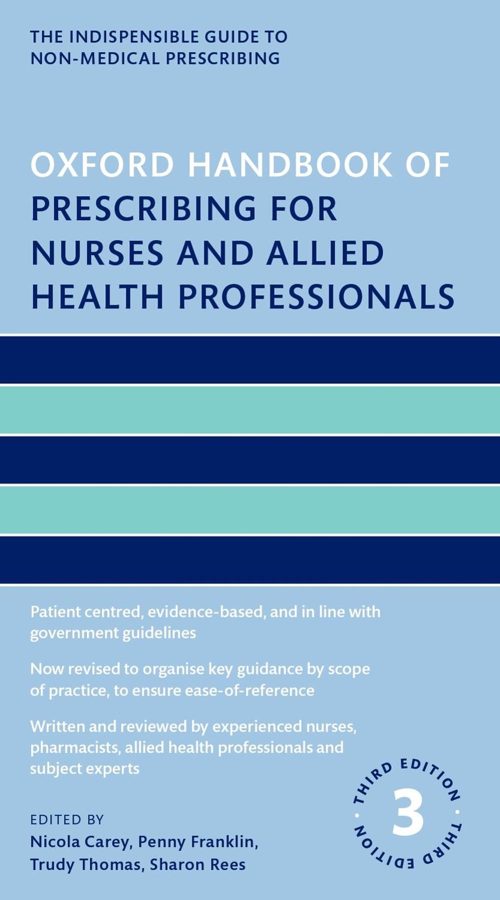 THE INDISPENSIBLE GUIDE TO
NON-MEDICAL PRESCRIBING
OXFORD HANDBOOK OF
PRESCRIBING FOR
NURSES AND ALLIED
HEALTH PROFESSIONALS
Patient centred, evidence-based, and in line with
government guidelines
Now revised to organise key guidance by scope
of practice, to ensure ease-of-reference
Written and reviewed by experienced nurses,
pharmacists, allied health professionals and
subject experts
EDITED BY
Nicola Carey, Penny Franklin,
Trudy Thomas, Sharon Rees
· THIRD EDITION · THIRD EDITION
3